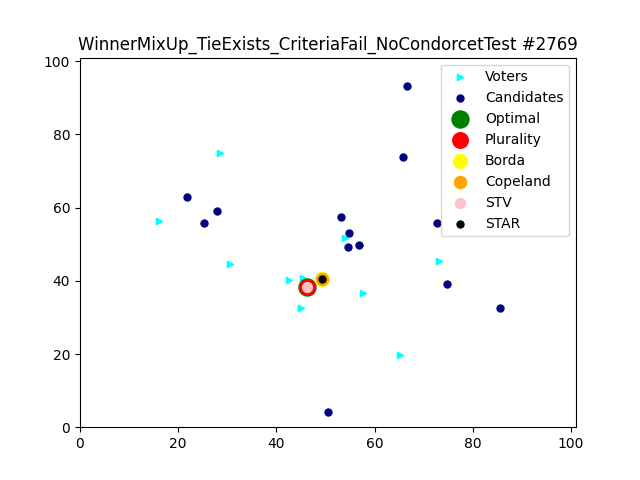 WinnerMixUp_TieExists_CriteriaFail_NoCondorcetTest #2769
Voters
Candidates
Optimal
Plurality
Borda
Copeland
STV
STAR
100
80
60
40
20
0
0 20 40 60 80 100